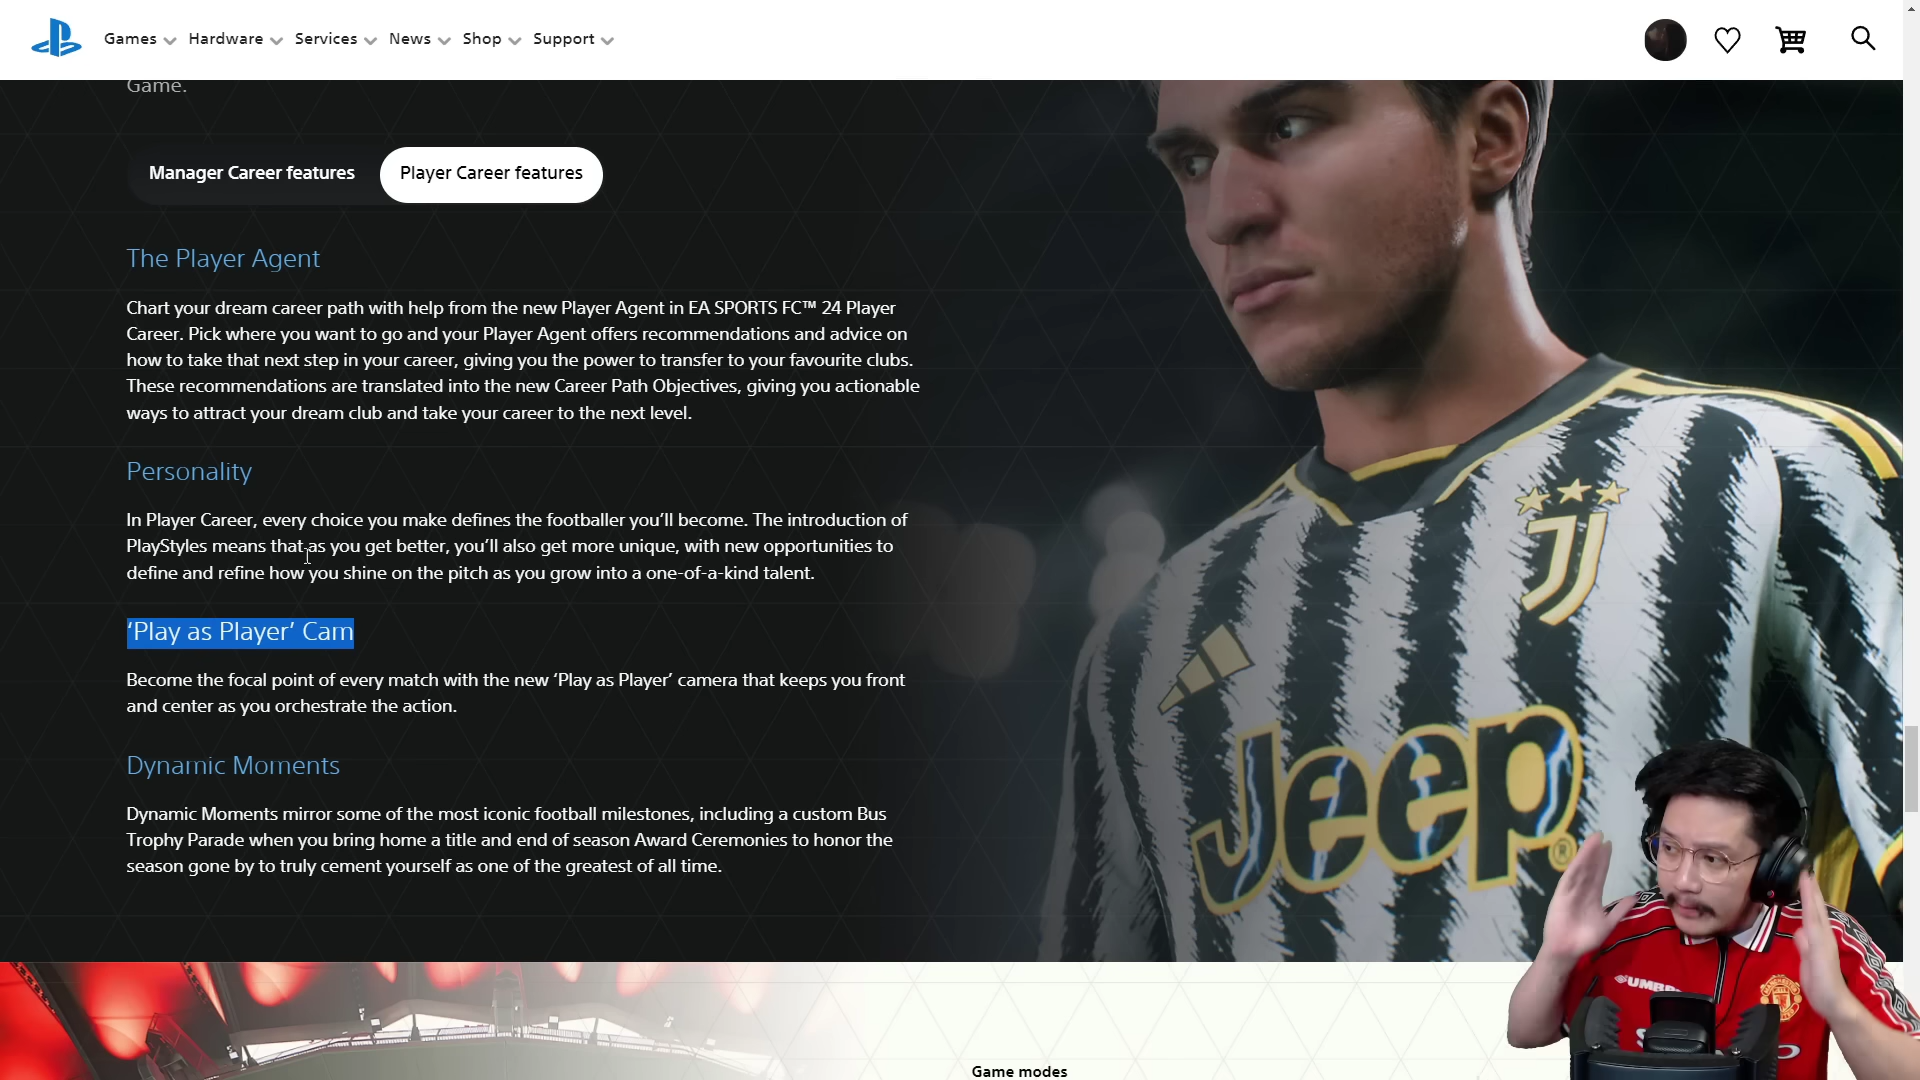 Games
Hardware
Services
News
Shop
Support
Game.
Manager Career features
Player Career features
The Player Agent
Chart your dream career path with help from the new Player Agent in EA SPORTS FC™ 24 Player
Career. Pick where you want to go and your Player Agent offers recommendations and advice on
how to take that next step in your career, giving you the power to transfer to your favourite clubs.
These recommendations are translated into the new Career Path Objectives, giving you actionable
ways to attract your dream club and take your career to the next level.
Personality
In Player Career, every choice you make defines the footballer you’ll become. The introduction of
PlayStyles means that as you get better, you’ll also get more unique, with new opportunities to
define and refine how you shine on the pitch as you grow into a one-of-a-kind talent.
‘Play as Player’ Cam
Become the focal point of every match with the new ‘Play as Player’ camera that keeps you front
and center as you orchestrate the action.
Dynamic Moments
Dynamic Moments mirror some of the most iconic football milestones, including a custom Bus
Trophy Parade when you bring home a title and end of season Award Ceremonies to honor the
season gone by to truly cement yourself as one of the greatest of all time.
Jeep®
Game modes